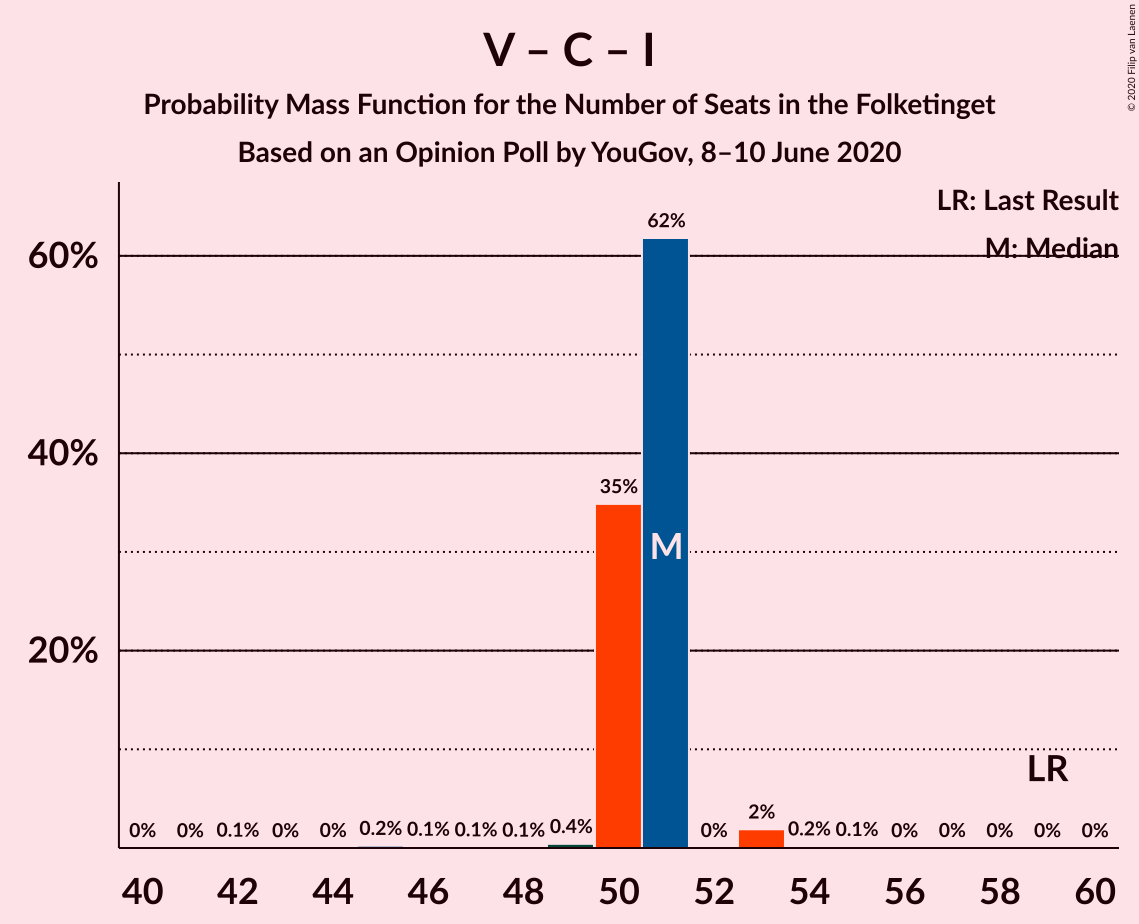 V – C – I
Probability Mass Function for the Number of Seats in the Folketinget
Based on an Opinion Poll by YouGov, 8–10 June 2020
© 2020 Filip van Laenen
LR: Last Result
M: Median
60%
40%
20%
62%
35%
M
LR
0% 0% 0.1% 0% 0% 0.2% 0.1% 0.1% 0.1% 0.4% 0% 2% 0.2% 0.1% 0% 0% 0% 0% 0%
40 42 44 46 48 50 52 54 56 58 60